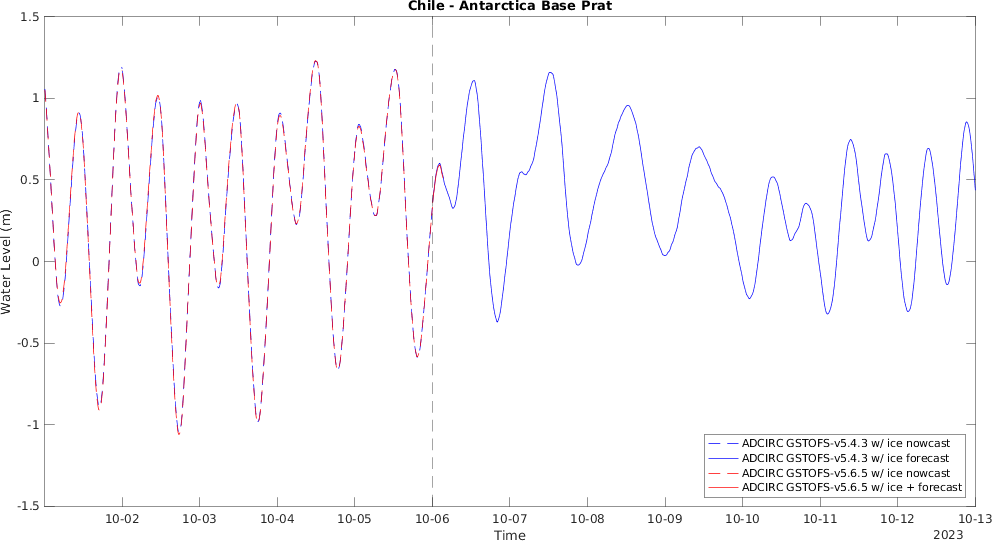 Chile - Antarctica Base Prat
Water Level (m)
1.5
1
0.5
0
-0.5
-1
-1.5
10-02 10-03 10-04 10-05 10-06 10-07 10-08 10-09 10-10 10-11 10-12 10-13
Time
2023
ADCIRC GSTOFS-v5.4.3 w/ ice nowcast
ADCIRC GSTOFS-v5.4.3 w/ ice forecast
ADCIRC GSTOFS-v5.6.5 w/ ice nowcast
ADCIRC GSTOFS-v5.6.5 w/ ice + forecast